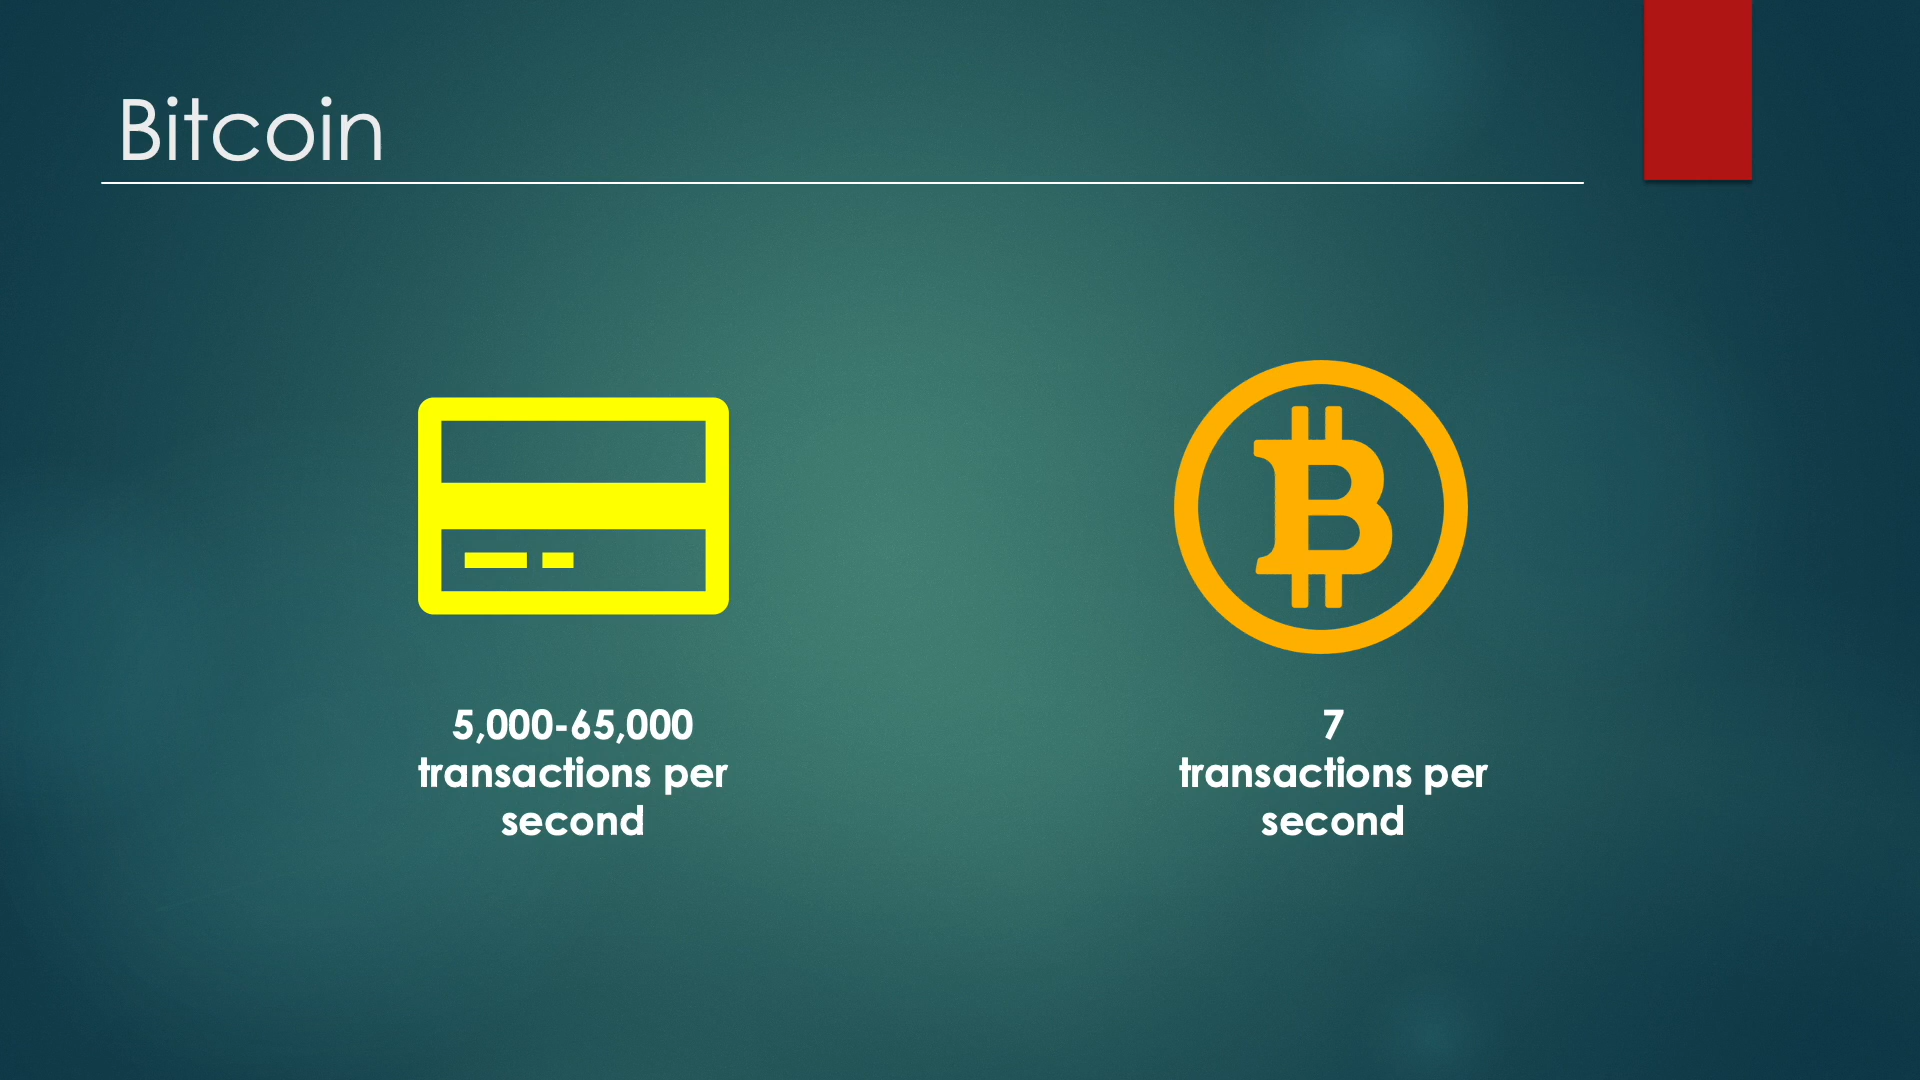 Bitcoin
5,000-65,000
transactions per
second
7
transactions per
second